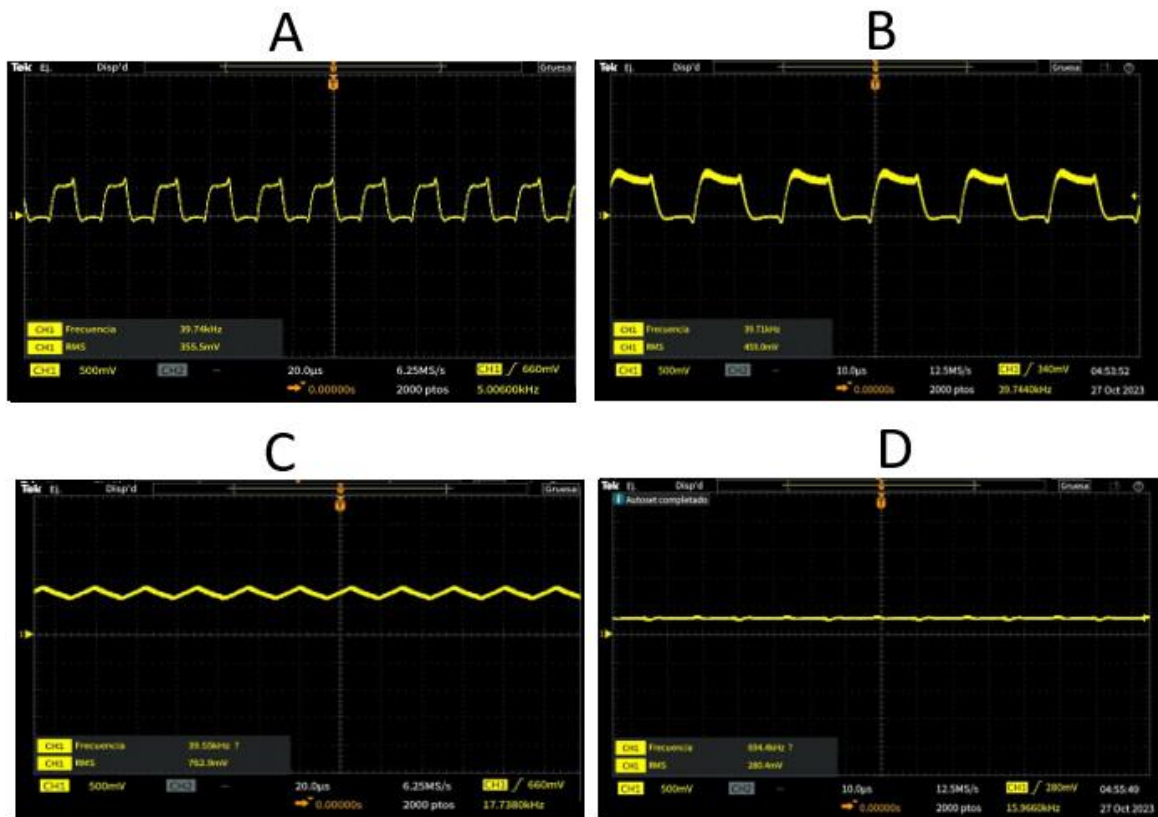 A
Tek
Disp'd
Gruesa
CH1 Frecuencia 39.74kHz
CH1 RMS 355.5mV
CH1 500mV CH2 20.0µs 6.25MS/s CH1 660mV
0.00000s 2000 ptos 5.00600kHz
B
Tek
Disp'd
Gruesa
CH1 Frecuencia 39.71kHz
CH1 RMS
CH1 500mV CH2 10.0µs 12.5MS/s CH1 340mV 04:53:52
0.00000s 2000 ptos 39.7440kHz 27 Oct 2023
C
Tek
Disp'd
Gruesa
CH1 Frecuencia 39.55kHz ?
CH1 RMS 762.9mV
CH1 500mV CH2 20.0µs 6.25MS/s CH1 660mV
0.00000s 2000 ptos 17.7380kHz
D
Tek
Disp'd
Gruesa
Autoset completado
CH1 Frecuencia
CH1 RMS 280.4mV
CH1 500mV CH2 10.0µs 12.5MS/s CH1 280mV 04:55:49
0.00000s 2000 ptos 15.9660kHz 27 Oct 2023